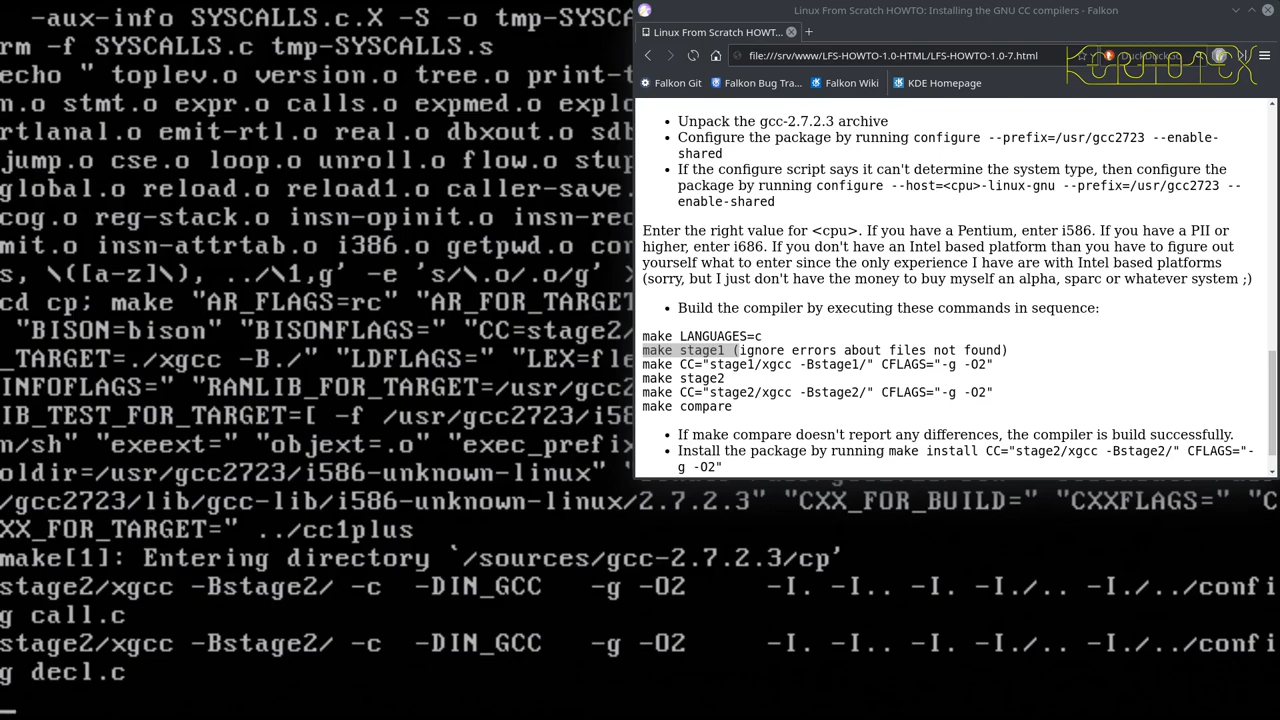 -aux-info SYSCALLS.c.X -S -o tmp-SYSCAL
rm -f SYSCALLS.c tmp-SYSCALLS.s
echo " toplev.o version.o tree.o print-t
n.o stmt.o expr.o calls.o expmed.o explo
rtlanal.o emit-rtl.o real.o dbxout.o sdb
jump.o cse.o loop.o unroll.o flow.o stup
global.o reload.o reload1.o caller-save.
cog.o reg-stack.o insn-opinit.o insn-rec
mit.o insn-attrtab.o i386.o getpwd.o con
s, \([a-z]\), ../\1,g' -e 's/\.o/.o/g'
cd cp; make "AR_FLAGS=rc" "AR_FOR_TARGET
"BISON=bison" "BISONFLAGS=" "CC=stage2/
_TARGET=./xgcc -B./" "LDFLAGS=" "LEX=fle
INFOFLAGS=" "RANLIB_FOR_TARGET=
IB_TEST_FOR_TARGET=[ -f /usr/gcc2723/i58
n/sh" "exeext=" "objext=.o" "exec_prefix
oldir=/usr/gcc2723/i586-unknown-linux"
/gcc2723/lib/gcc-lib/i586-unknown-linux/2.7.2.3" "CXX_FOR_BUILD=" "CXXFLAGS=" "C
XX_FOR_TARGET=" ../cc1plus
make[1]: Entering directory `/sources/gcc-2.7.2.3/cp'
stage2/xgcc -Bstage2/ -c -DIN_GCC -g -O2 -I. -I.. -I. -I./.. -I./../confi
g call.c
stage2/xgcc -Bstage2/ -c -DIN_GCC -g -O2 -I. -I.. -I. -I./.. -I./../confi
g decl.c
Linux From Scratch HOWTO: Installing the GNU CC compilers - Falkon
Linux From Scratch HOWT...
file:///srv/www/LFS-HOWTO-1.0-HTML/LFS-HOWTO-1.0-7.html
Falkon Git Falkon Bug Tra... Falkon Wiki KDE Homepage
• Unpack the gcc-2.7.2.3 archive
• Configure the package by running configure --prefix=/usr/gcc2723 --enable-
shared
• If the configure script says it can't determine the system type, then configure the
package by running configure --host=<cpu>-linux-gnu --prefix=/usr/gcc2723 --
enable-shared
Enter the right value for <cpu>. If you have a Pentium, enter i586. If you have a PII or
higher, enter i686. If you don't have an Intel based platform than you have to figure out
yourself what to enter since the only experience I have are with Intel based platforms
(sorry, but I just don't have the money to buy myself an alpha, sparc or whatever system ;)
• Build the compiler by executing these commands in sequence:
make LANGUAGES=c
make stage1 (ignore errors about files not found)
make CC="stage1/xgcc -Bstage1/" CFLAGS="-g -O2"
make stage2
make CC="stage2/xgcc -Bstage2/" CFLAGS="-g -O2"
make compare
• If make compare doesn't report any differences, the compiler is build successfully.
• Install the package by running make install CC="stage2/xgcc -Bstage2/" CFLAGS="-
g -O2"